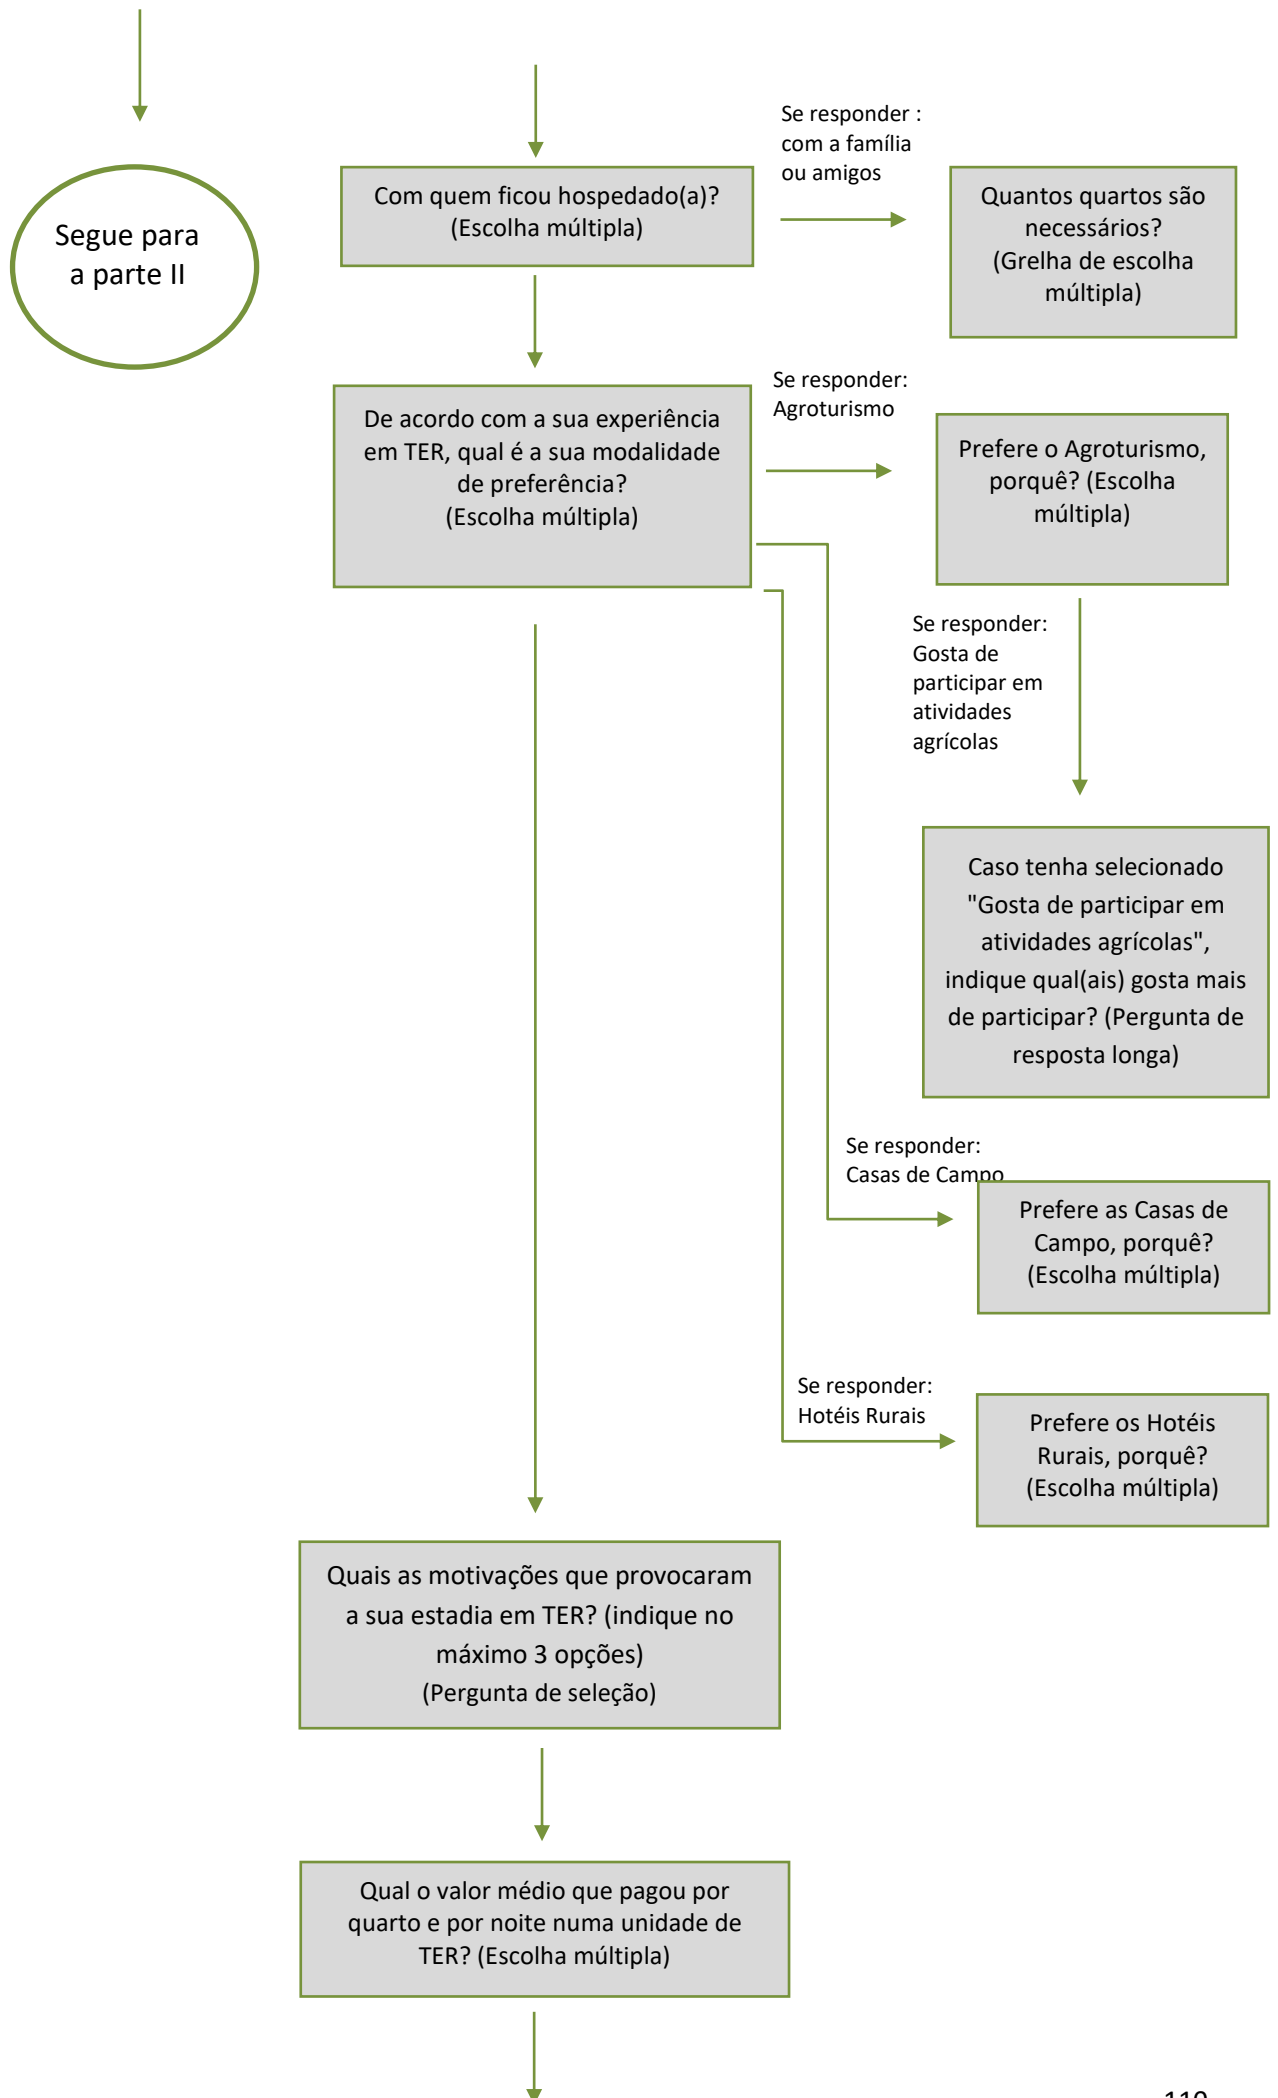 Segue para
a parte II
Com quem ficou hospedado(a)?
(Escolha múltipla)
Se responder :
com a família
ou amigos
Quantos quartos são
necessários?
(Grelha de escolha
múltipla)
De acordo com a sua experiência
em TER, qual é a sua modalidade
de preferência?
(Escolha múltipla)
Se responder:
Agroturismo
Prefere o Agroturismo,
porquê? (Escolha
múltipla)
Se responder:
Gosta de
participar em
atividades
agrícolas
Caso tenha selecionado
"Gosta de participar em
atividades agrícolas",
indique qual(ais) gosta mais
de participar? (Pergunta de
resposta longa)
Se responder:
Casas de Campo
Prefere as Casas de
Campo, porquê?
(Escolha múltipla)
Se responder:
Hotéis Rurais
Prefere os Hotéis
Rurais, porquê?
(Escolha múltipla)
Quais as motivações que provocaram
a sua estadia em TER? (indique no
máximo 3 opções)
(Pergunta de seleção)
Qual o valor médio que pagou por
quarto e por noite numa unidade de
TER? (Escolha múltipla)